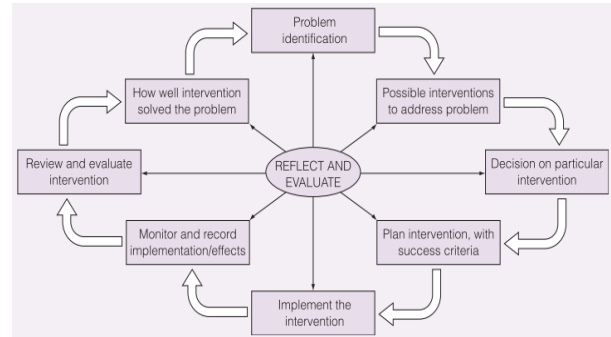 Problem
identification
How well intervention
solved the problem
Possible interventions
to address problem
Review and evaluate
intervention
REFLECT AND
EVALUATE
Decision on particular
intervention
Monitor and record
implementation/effects
Plan intervention, with
success criteria
Implement the
intervention